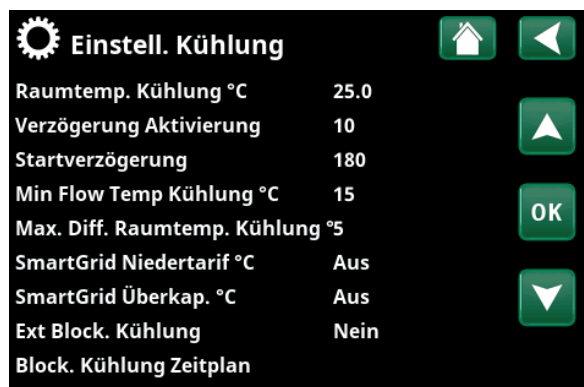 Einstell. Kühlung
Raumtemp. Kühlung °C 25.0
Verzögerung Aktivierung 10
Startverzögerung 180
Min Flow Temp Kühlung °C 15
Max. Diff. Raumtemp. Kühlung °5
OK
SmartGrid Niedertarif °C Aus
SmartGrid Überkap. °C Aus
Ext Block. Kühlung Nein
Block. Kühlung Zeitplan